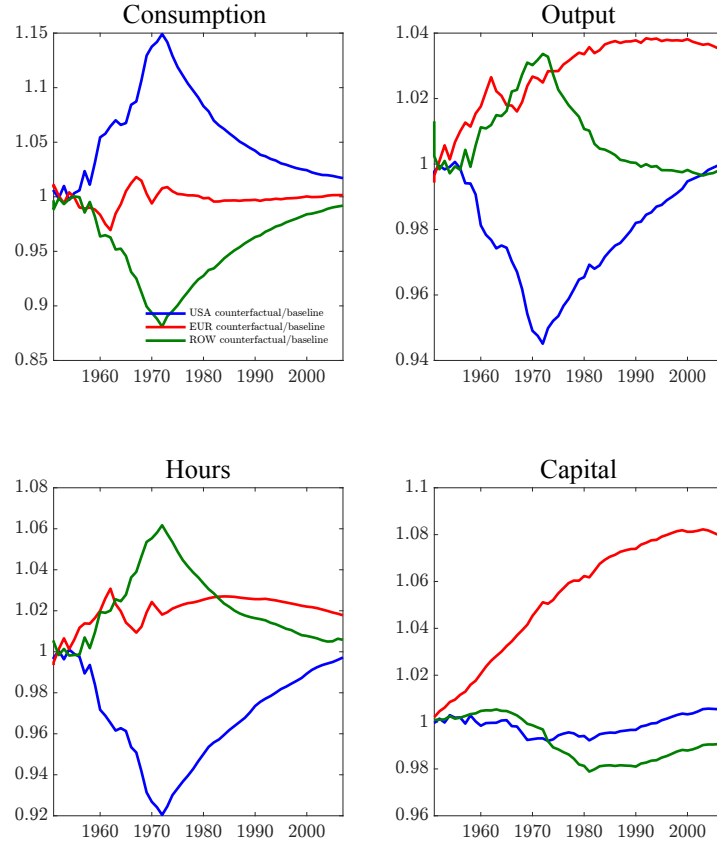 Consumption
1.15
1.1
1.05
1
0.95
0.9
0.85
USA counterfactual/baseline
EUR counterfactual/baseline
ROW counterfactual/baseline
1960 1970 1980 1990 2000
Output
1.04
1.02
1
0.98
0.96
0.94
1960 1970 1980 1990 2000
Hours
1.08
1.06
1.04
1.02
1
0.98
0.96
0.94
0.92
1960 1970 1980 1990 2000
Capital
1.1
1.08
1.06
1.04
1.02
1
0.98
0.96
1960 1970 1980 1990 2000